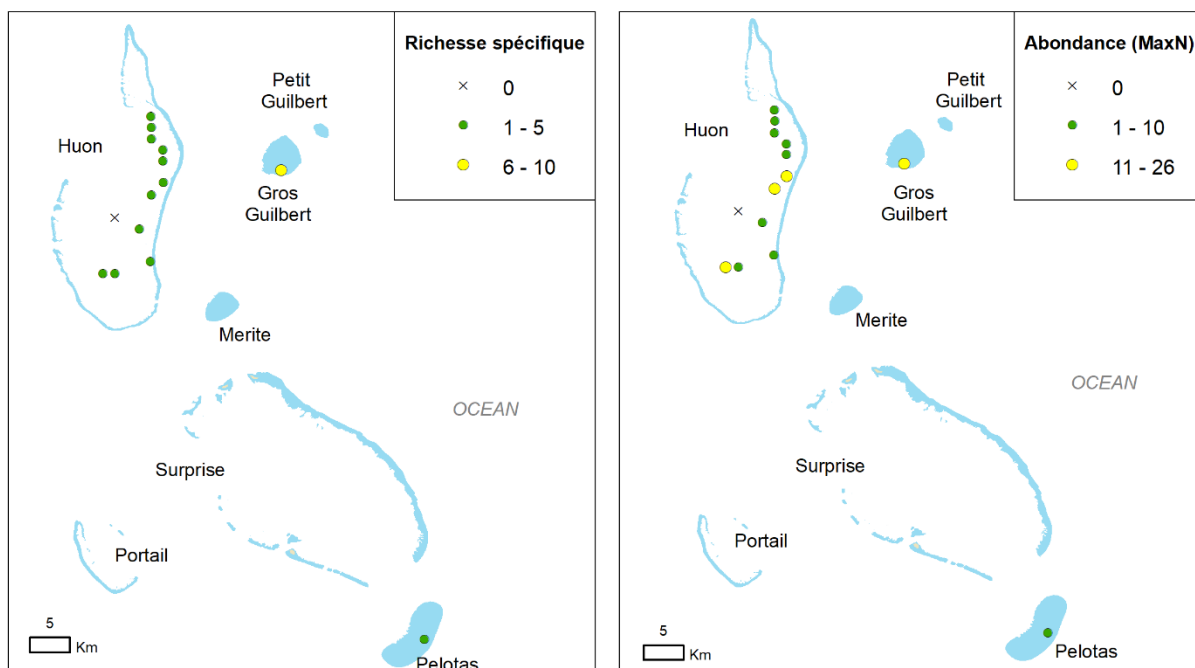 Richesse spécifique
0
1 - 5
6 - 10
Petit
Guilbert
Huon
Gros
Guilbert
Merite
OCEAN
Surprise
Portail
5
Km
Pelotas
Abondance (MaxN)
0
1 - 10
11 - 26
Petit
Guilbert
Huon
Gros
Guilbert
Merite
OCEAN
Surprise
Portail
5
Km
Pelotas